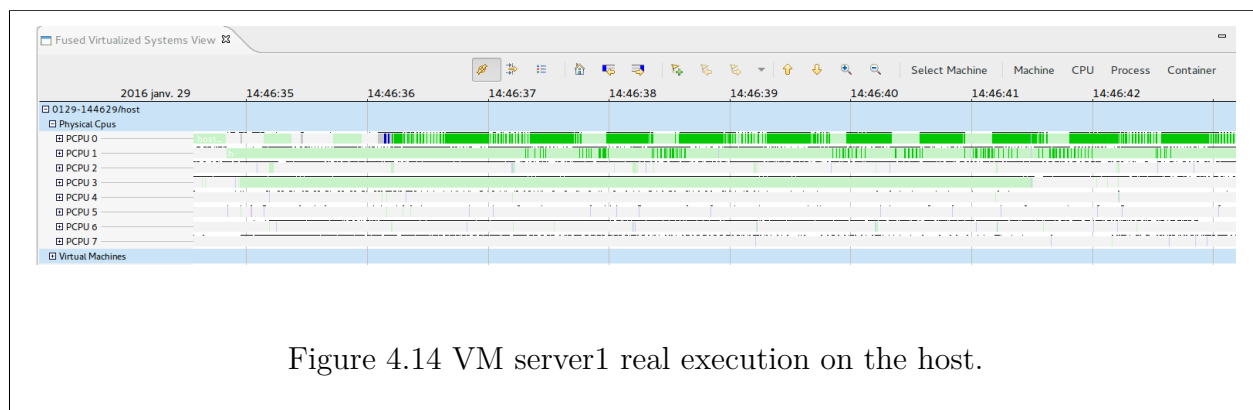 Fused Virtualized Systems View
Select Machine Machine CPU Process Container
2016 janv. 29 14:46:35 14:46:36 14:46:37 14:46:38 14:46:39 14:46:40 14:46:41 14:46:42
0129-144629/host
Physical Cpus
PCPU 0 host...
PCPU 1
PCPU 2
PCPU 3
PCPU 4
PCPU 5
PCPU 6
PCPU 7
Virtual Machines
Figure 4.14 VM server1 real execution on the host.